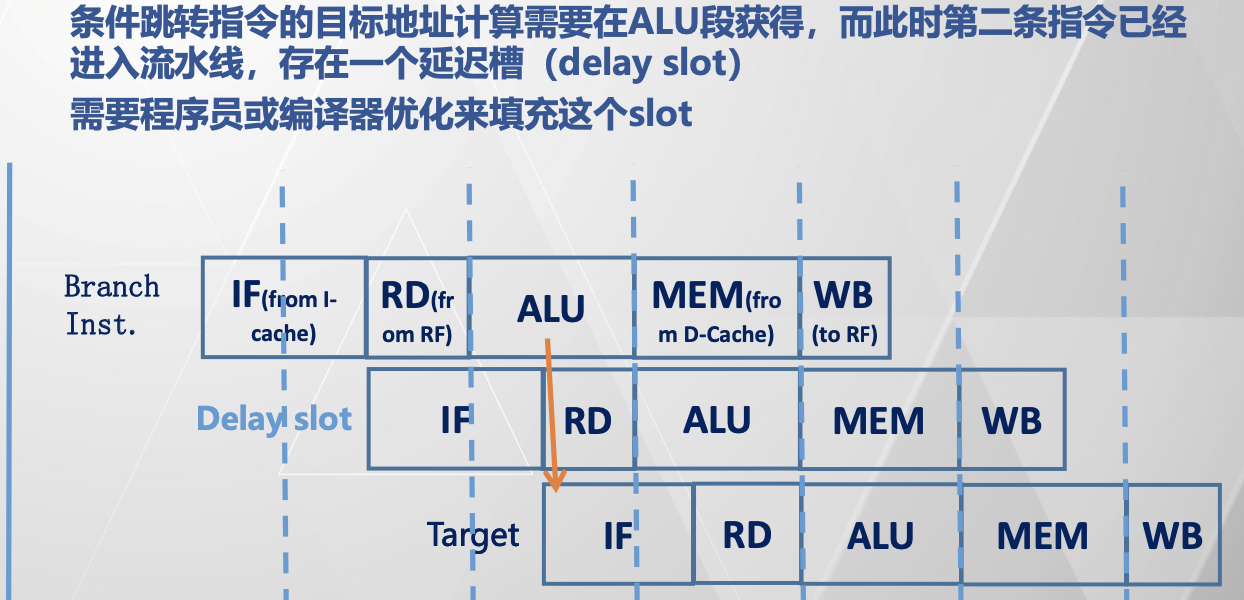 条件跳转指令的目标地址计算需要在ALU段获得，而此时第二条指令已经
进入流水线，存在一个延迟槽（delay slot）
需要程序员或编译器优化来填充这个slot
Branch
Inst.
IF(from I-
cache)
RD(fr
om RF)
ALU
MEM(fro
m D-Cache)
WB
(to RF)
Delay slot
IF
RD
ALU
MEM
WB
Target
IF
RD
ALU
MEM
WB